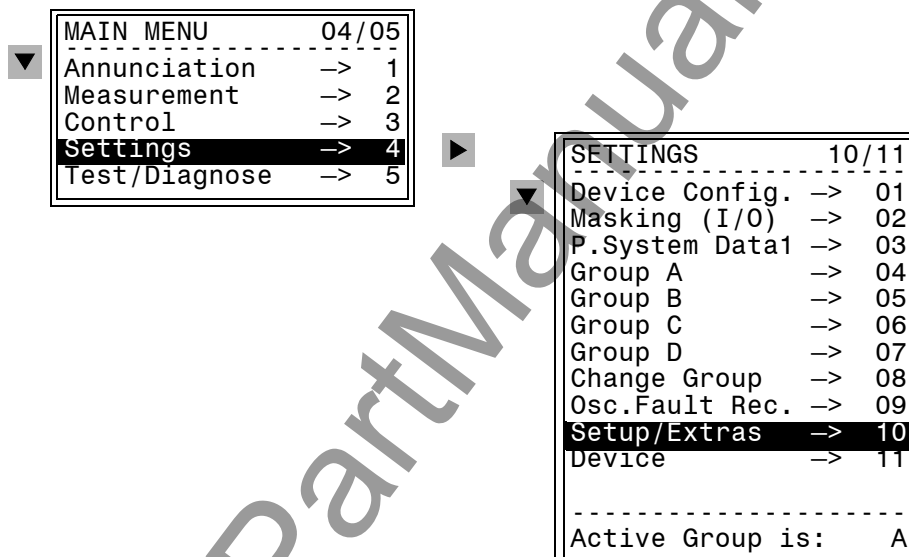 MAIN MENU 04/05
Annunciation —> 1
Measurement —> 2
Control —> 3
Settings —> 4
Test/Diagnose —> 5
SETTINGS 10/11
Device Config. —> 01
Masking (I/O) —> 02
P.System Data1 —> 03
Group A —> 04
Group B —> 05
Group C —> 06
Group D —> 07
Change Group —> 08
Osc.Fault Rec. —> 09
Setup/Extras —> 10
Device —> 11
Active Group is: A
PartManua